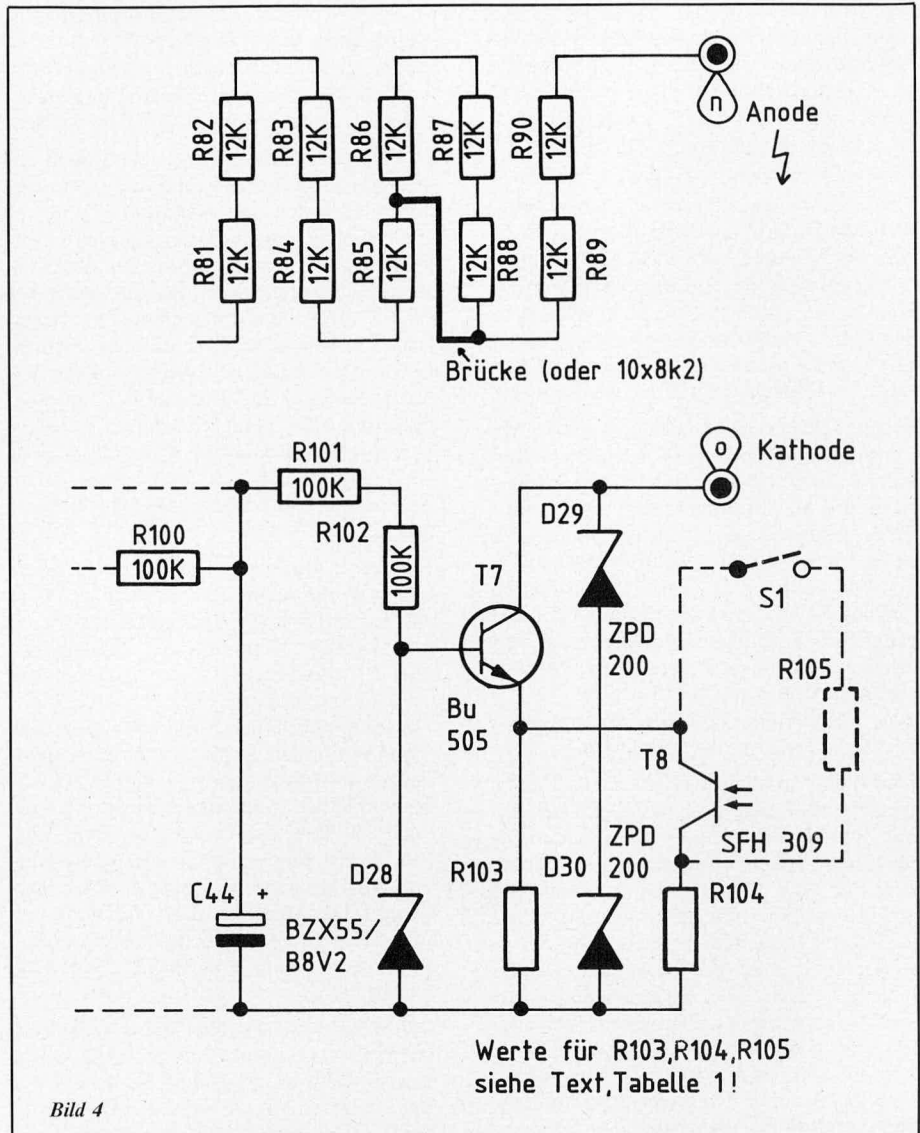 R82 12K
R83 12K
R86 12K
R87 12K
R90 12K
n
Anode
R81 12K
R84 12K
R85 12K
R88 12K
12K R89
Brücke (oder 10x8k2)
R101
100K
o Kathode
R100
100K
R102
100K
D29
T7
S1
ZPD
200
R105
Bu
505
T8
SFH 309
C44 +
D28
BZX55/
B8V2
R103
ZPD
200
D30
R104
Werte für R103,R104,R105
siehe Text,Tabelle 1!
Bild 4